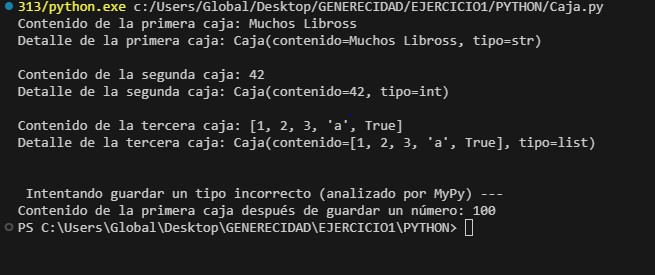 313/python.exe c:/Users/Global/Desktop/GENERECIDAD/EJERCICIO1/PYTHON/Caja.py
Contenido de la primera caja: Muchos Libross
Detalle de la primera caja: Caja(contenido=Muchos Libross, tipo=str)
Contenido de la segunda caja: 42
Detalle de la segunda caja: Caja(contenido=42, tipo=int)
Contenido de la tercera caja: [1, 2, 3, 'a', True]
Detalle de la tercera caja: Caja(contenido=[1, 2, 3, 'a', True], tipo=list)
Intentando guardar un tipo incorrecto (analizado por MyPy) ---
Contenido de la primera caja después de guardar un número: 100
PS C:\Users\Global\Desktop\GENERECIDAD\EJERCICIO1\PYTHON>